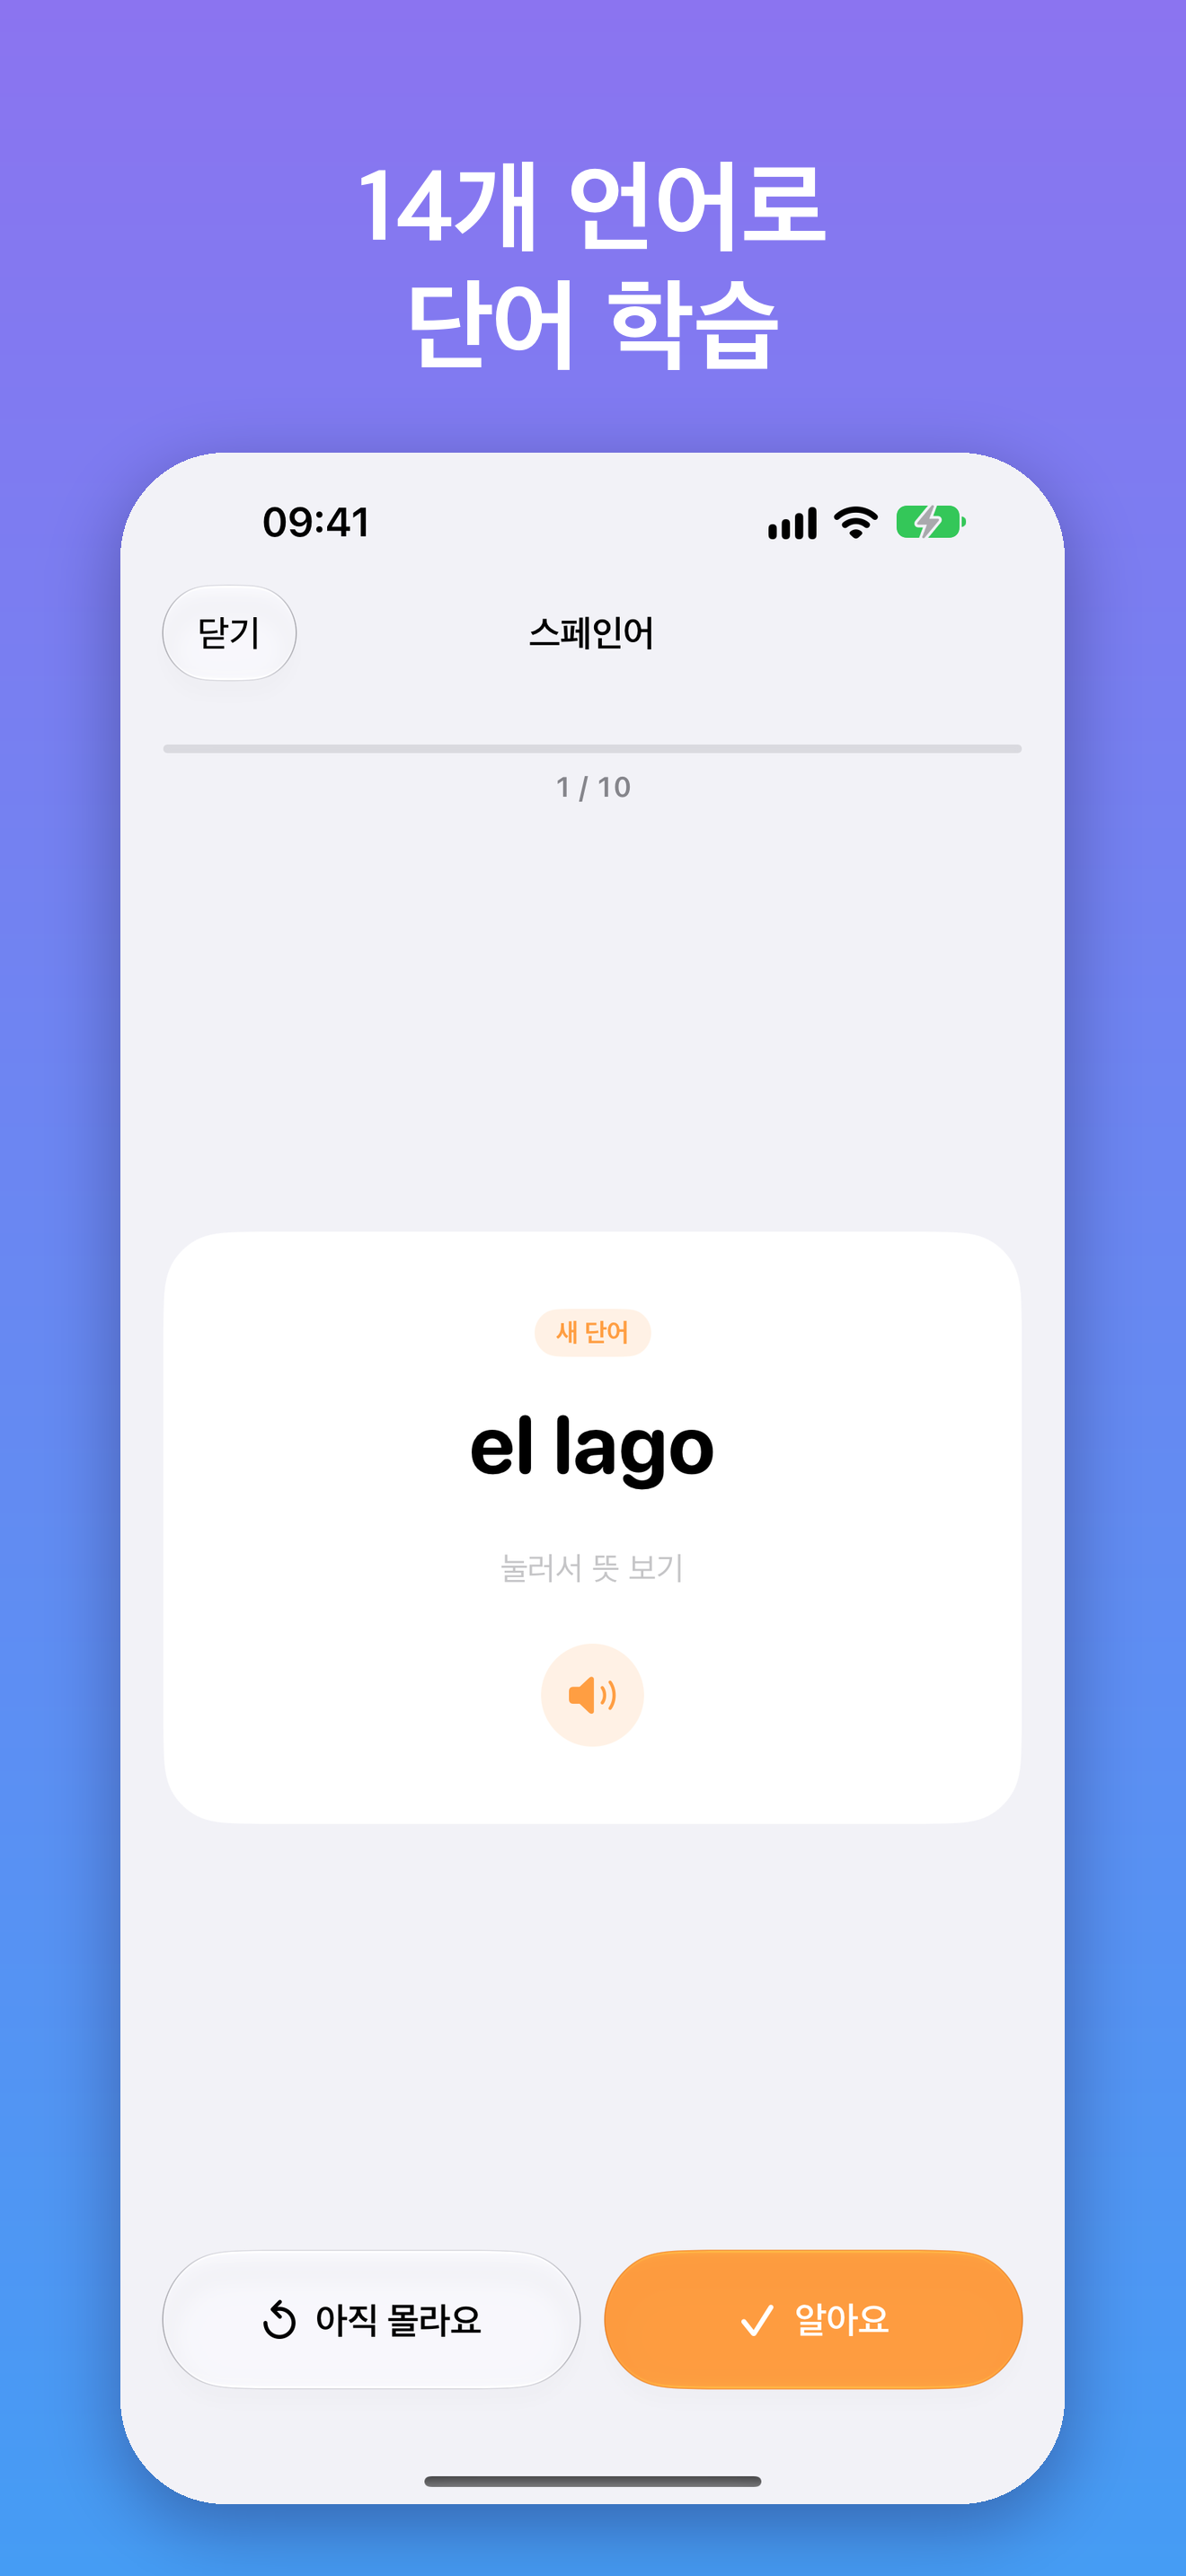 14개 언어로
단어 학습
09:41
닫기
스페인어
1 / 10
새 단어
el lago
눌러서 뜻 보기
아직 몰라요
알아요